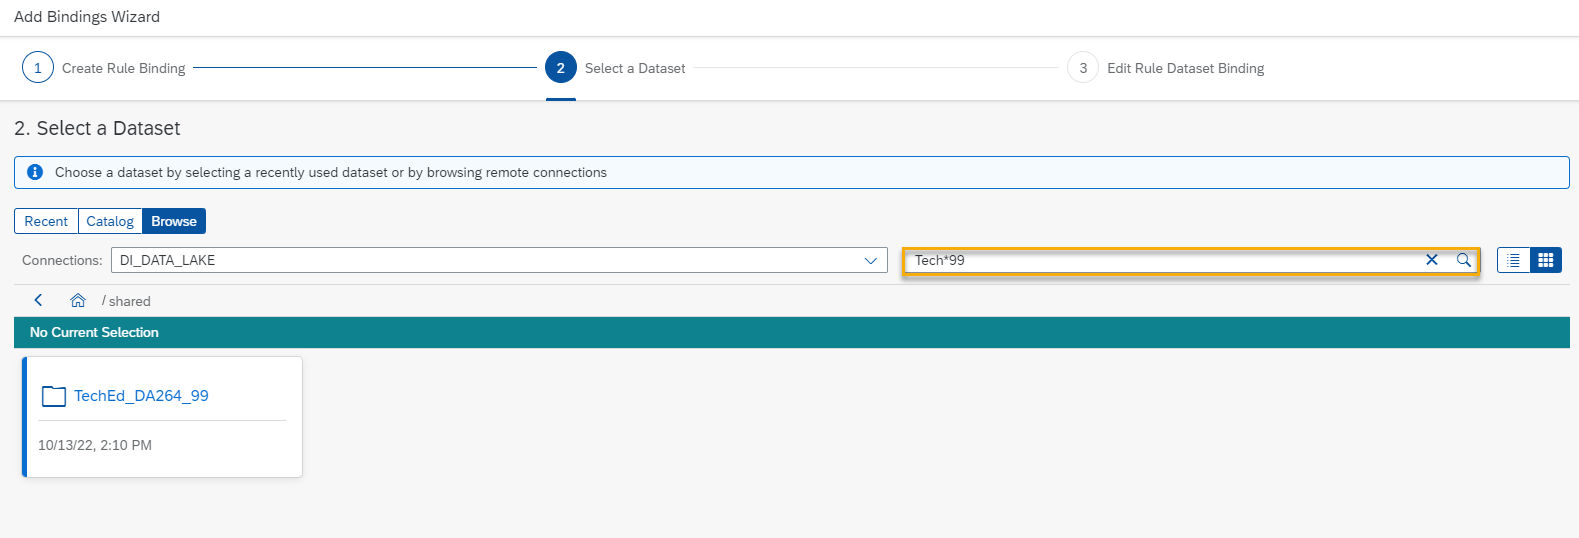 Add Bindings Wizard
1 Create Rule Binding 2 Select a Dataset 3 Edit Rule Dataset Binding
2. Select a Dataset
Choose a dataset by selecting a recently used dataset or by browsing remote connections
Recent Catalog Browse
Connections: DI_DATA_LAKE Tech*99
/ shared
No Current Selection
TechEd_DA264_99
10/13/22, 2:10 PM